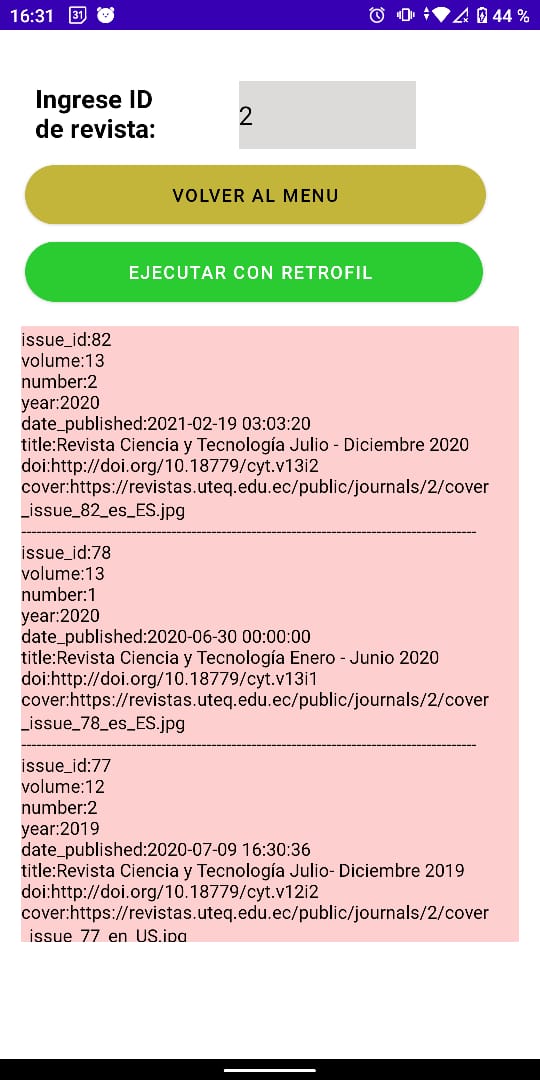 16:31 31 44 %
Ingrese ID
de revista:
2
VOLVER AL MENU
EJECUTAR CON RETROFIL
issue_id:82
volume:13
number:2
year:2020
date_published:2021-02-19 03:03:20
title:Revista Ciencia y Tecnología Julio - Diciembre 2020
doi:http://doi.org/10.18779/cyt.v13i2
cover:https://revistas.uteq.edu.ec/public/journals/2/cover
_issue_82_es_ES.jpg
--------------------------------------------------------------------------------------------
issue_id:78
volume:13
number:1
year:2020
date_published:2020-06-30 00:00:00
title:Revista Ciencia y Tecnología Enero - Junio 2020
doi:http://doi.org/10.18779/cyt.v13i1
cover:https://revistas.uteq.edu.ec/public/journals/2/cover
_issue_78_es_ES.jpg
--------------------------------------------------------------------------------------------
issue_id:77
volume:12
number:2
year:2019
date_published:2020-07-09 16:30:36
title:Revista Ciencia y Tecnología Julio- Diciembre 2019
doi:http://doi.org/10.18779/cyt.v12i2
cover:https://revistas.uteq.edu.ec/public/journals/2/cover
_issue_77_en_US.jpg